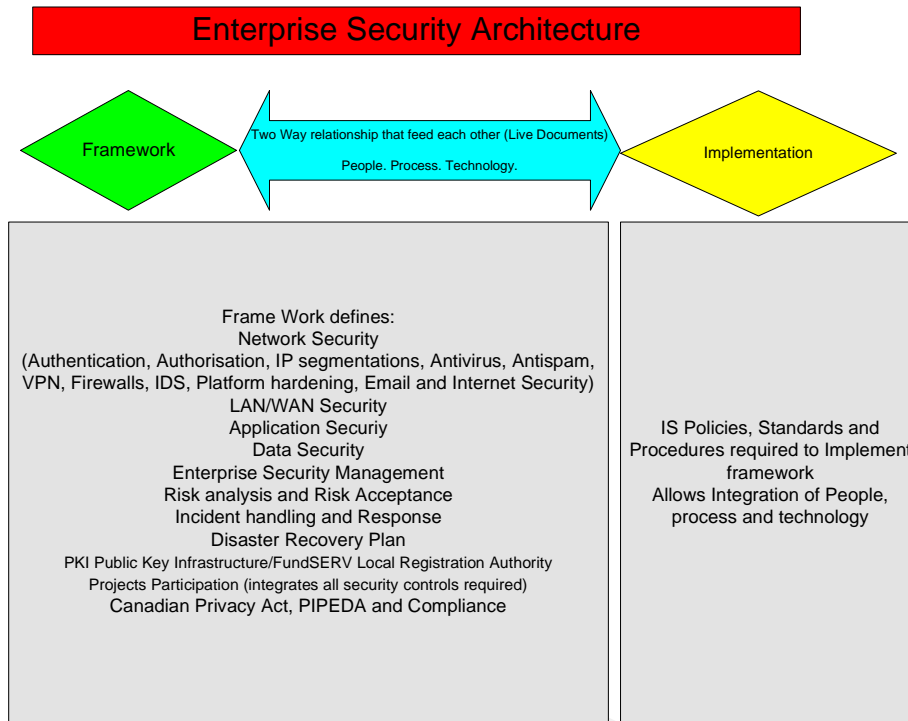 Enterprise Security Architecture
Framework
Two Way relationship that feed each other (Live Documents)
People. Process. Technology.
Implementation
Frame Work defines:
Network Security
(Authentication, Authorisation, IP segmentations, Antivirus, Antispam,
VPN, Firewalls, IDS, Platform hardening, Email and Internet Security)
LAN/WAN Security
Application Securiy
Data Security
Enterprise Security Management
Risk analysis and Risk Acceptance
Incident handling and Response
Disaster Recovery Plan
PKI Public Key Infrastructure/FundSERV Local Registration Authority
Projects Participation (integrates all security controls required)
Canadian Privacy Act, PIPEDA and Compliance
IS Policies, Standards and
Procedures required to Implement
framework
Allows Integration of People,
process and technology